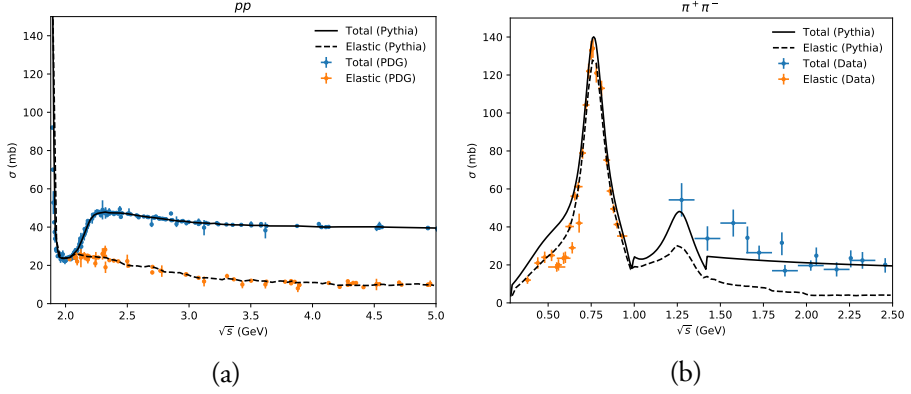 pp
140
120
100
80
60
40
20
0
σ (mb)
Total (Pythia)
Elastic (Pythia)
Total (PDG)
Elastic (PDG)
2.0 2.5 3.0 3.5 4.0 4.5 5.0
√s (GeV)
(a)
π⁺π⁻
140
120
100
80
60
40
20
0
σ (mb)
Total (Pythia)
Elastic (Pythia)
Total (Data)
Elastic (Data)
0.50 0.75 1.00 1.25 1.50 1.75 2.00 2.25 2.50
√s (GeV)
(b)